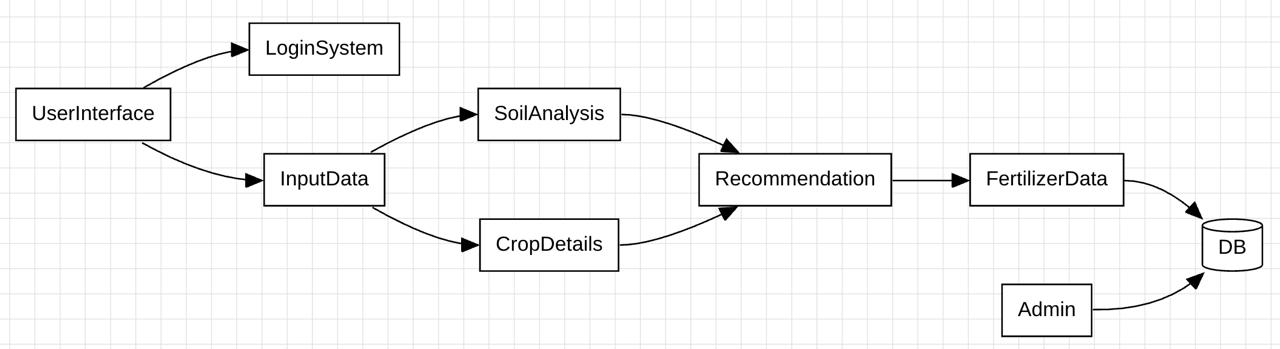 LoginSystem
UserInterface
SoilAnalysis
InputData
Recommendation
FertilizerData
CropDetails
DB
Admin